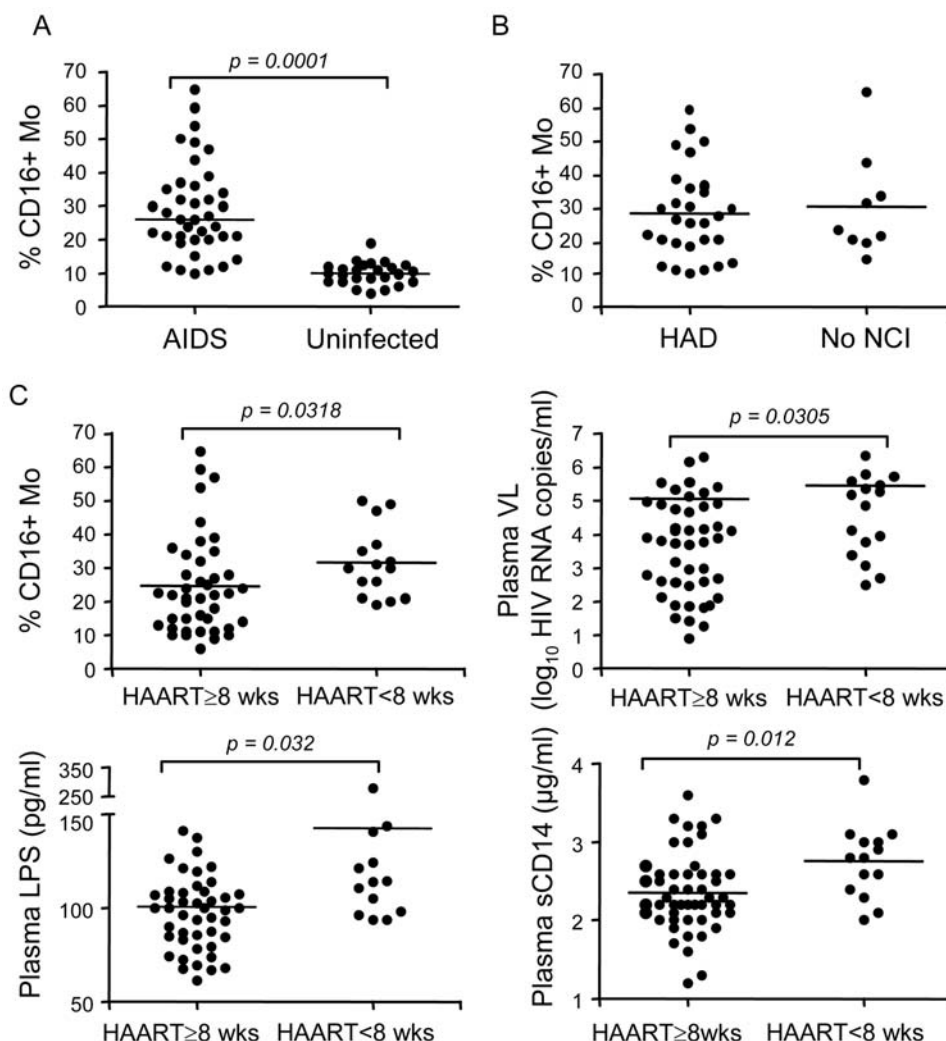 A
p = 0.0001
% CD16+ Mo
70
60
50
40
30
20
10
0
AIDS
Uninfected
B
% CD16+ Mo
70
60
50
40
30
20
10
0
HAD
No NCI
C
p = 0.0318
% CD16+ Mo
70
60
50
40
30
20
10
0
HAART≥8 wks
HAART<8 wks
p = 0.0305
Plasma VL
(log10 HIV RNA copies/ml)
7
6
5
4
3
2
1
0
HAART≥8 wks
HAART<8 wks
p = 0.032
Plasma LPS (pg/ml)
350
250
150
100
50
HAART≥8 wks
HAART<8 wks
p = 0.012
Plasma sCD14 (µg/ml)
4
3
2
1
HAART≥8wks
HAART<8 wks